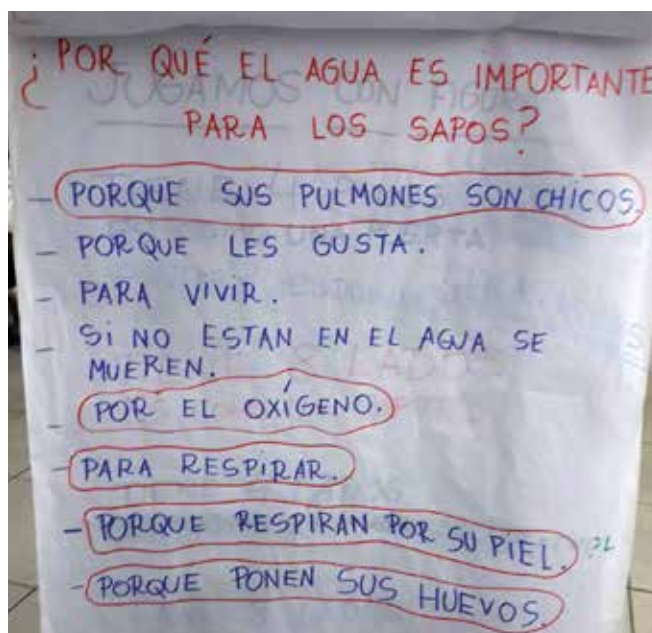 ¿POR QUÉ EL AGUA ES IMPORTANTE
PARA LOS SAPOS?
- PORQUE SUS PULMONES SON CHICOS.
- PORQUE LES GUSTA.
- PARA VIVIR.
- SI NO ESTAN EN EL AGUA SE
MUEREN.
- POR EL OXÍGENO.
- PARA RESPIRAR.
- PORQUE RESPIRAN POR SU PIEL.
- PORQUE PONEN SUS HUEVOS.